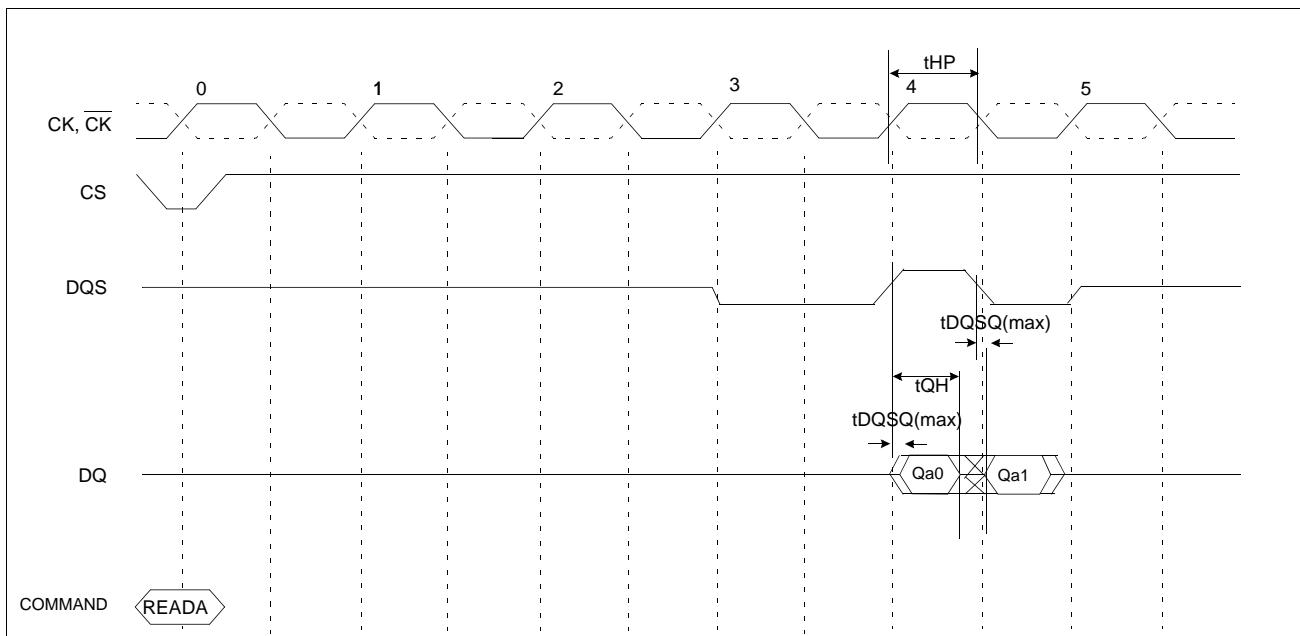 tHP
0 1 2 3 4 5
CK, C̅K̅
CS
DQS
tDQSQ(max)
tQH
tDQSQ(max)
DQ
Qa0 Qa1
COMMAND
READA